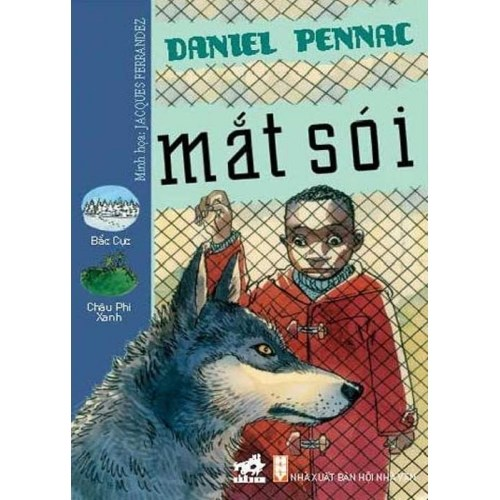 DANIEL PENNAC
mắt sói
Minh họa: JACQUES FERRANDEZ
Bắc Cực
Châu Phi
Xanh
NHÀ XUẤT BẢN HỘI NHÀ VĂN